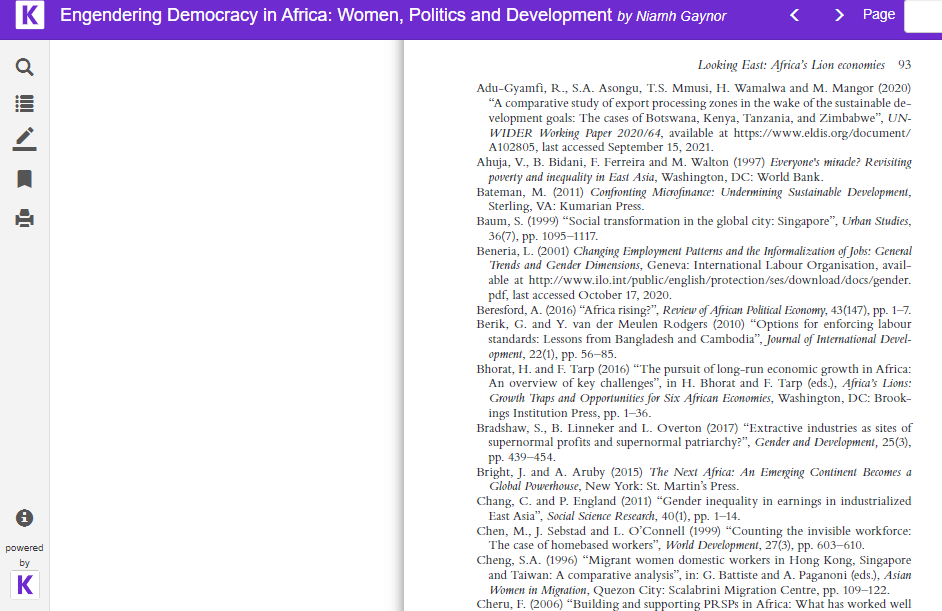 K Engendering Democracy in Africa: Women, Politics and Development by Niamh Gaynor Page
Looking East: Africa's Lion economies 93
Adu-Gyamfi, R., S.A. Asongu, T.S. Mmusi, H. Wamalwa and M. Mangor (2020)
“A comparative study of export processing zones in the wake of the sustainable de-
velopment goals: The cases of Botswana, Kenya, Tanzania, and Zimbabwe”, UN-
WIDER Working Paper 2020/64, available at https://www.eldis.org/document/
A102805, last accessed September 15, 2021.
Ahuja, V., B. Bidani, F. Ferreira and M. Walton (1997) Everyone's miracle? Revisiting
poverty and inequality in East Asia, Washington, DC: World Bank.
Bateman, M. (2011) Confronting Microfinance: Undermining Sustainable Development,
Sterling, VA: Kumarian Press.
Baum, S. (1999) “Social transformation in the global city: Singapore”, Urban Studies,
36(7), pp. 1095–1117.
Beneria, L. (2001) Changing Employment Patterns and the Informalization of Jobs: General
Trends and Gender Dimensions, Geneva: International Labour Organisation, avail-
able at http://www.ilo.int/public/english/protection/ses/download/docs/gender.
pdf, last accessed October 17, 2020.
Beresford, A. (2016) “Africa rising?”, Review of African Political Economy, 43(147), pp. 1–7.
Berik, G. and Y. van der Meulen Rodgers (2010) “Options for enforcing labour
standards: Lessons from Bangladesh and Cambodia”, Journal of International Devel-
opment, 22(1), pp. 56–85.
Bhorat, H. and F. Tarp (2016) “The pursuit of long-run economic growth in Africa:
An overview of key challenges”, in H. Bhorat and F. Tarp (eds.), Africa's Lions:
Growth Traps and Opportunities for Six African Economies, Washington, DC: Brook-
ings Institution Press, pp. 1–36.
Bradshaw, S., B. Linneker and L. Overton (2017) “Extractive industries as sites of
supernormal profits and supernormal patriarchy?”, Gender and Development, 25(3),
pp. 439–454.
Bright, J. and A. Aruby (2015) The Next Africa: An Emerging Continent Becomes a
Global Powerhouse, New York: St. Martin's Press.
Chang, C. and P. England (2011) “Gender inequality in earnings in industrialized
East Asia”, Social Science Research, 40(1), pp. 1–14.
Chen, M., J. Sebstad and L. O'Connell (1999) “Counting the invisible workforce:
The case of homebased workers”, World Development, 27(3), pp. 603–610.
Cheng, S.A. (1996) “Migrant women domestic workers in Hong Kong, Singapore
and Taiwan: A comparative analysis”, in: G. Battiste and A. Paganoni (eds.), Asian
Women in Migration, Quezon City: Scalabrini Migration Centre, pp. 109–122.
Cheru, F. (2006) “Building and supporting PRSPs in Africa: What has worked well
powered
by
K